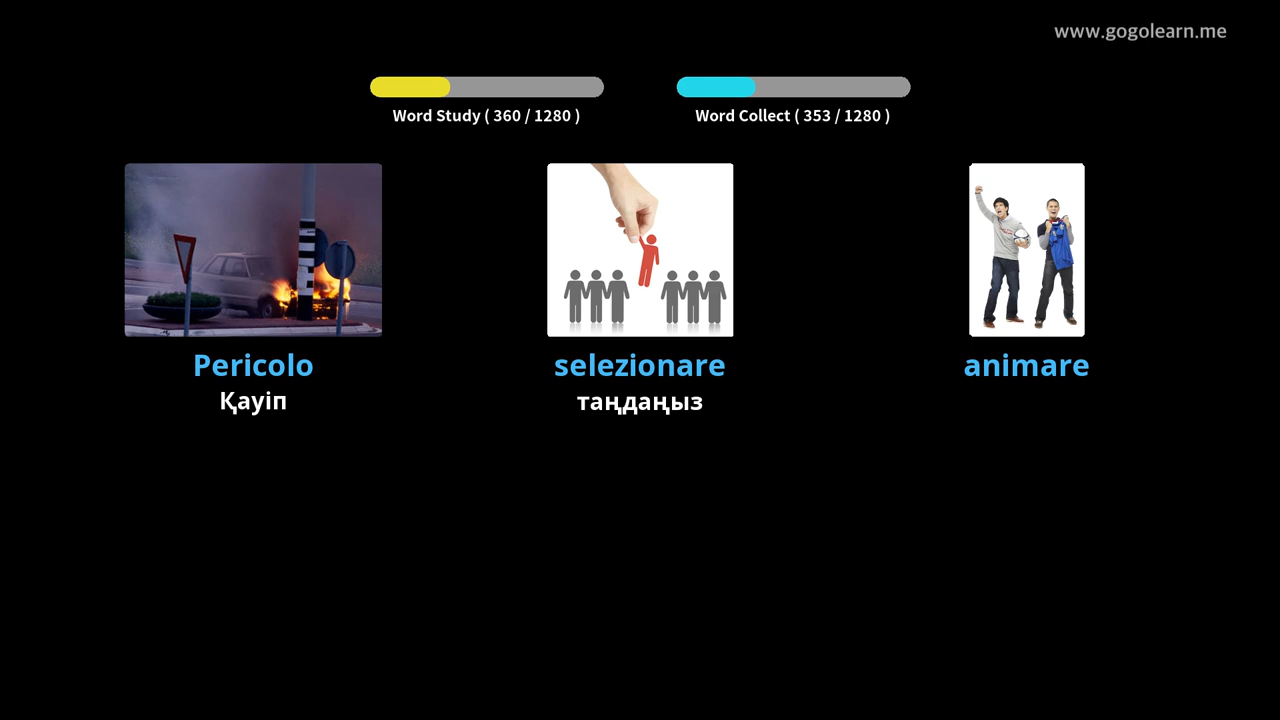 www.gogolearn.me
Word Study ( 360 / 1280 )
Word Collect ( 353 / 1280 )
Pericolo
Қауіп
selezionare
таңдаңыз
animare